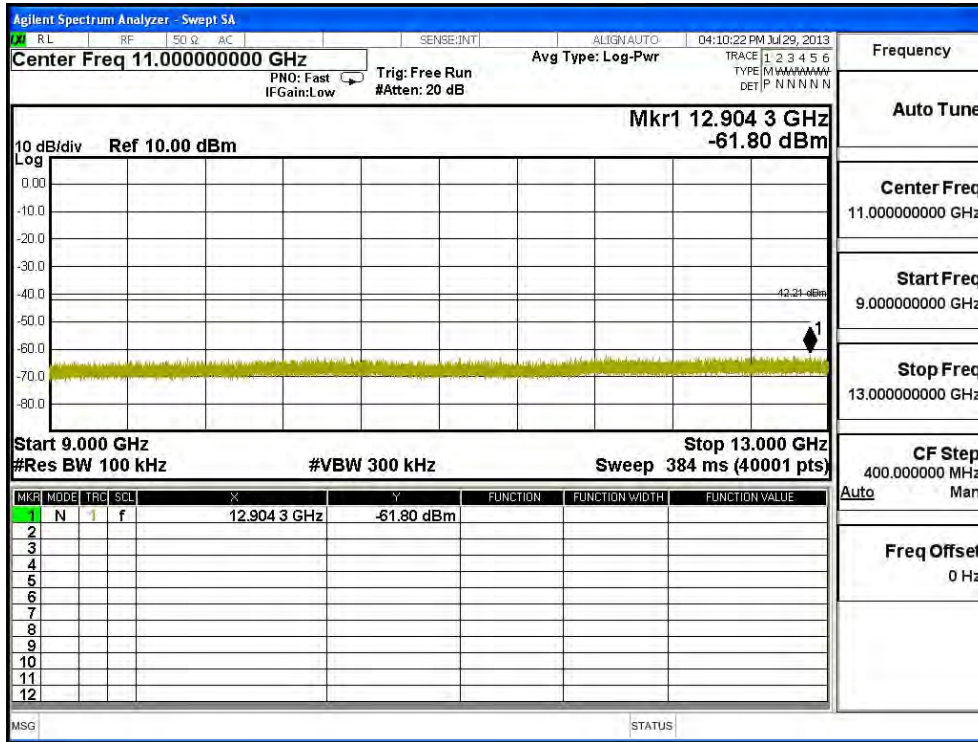 Agilent Spectrum Analyzer - Swept SA
RL RF 50 Ω AC SENSE:INT ALIGN AUTO 04:10:22 PM Jul 29, 2013
Center Freq 11.000000000 GHz
PNO: Fast
IFGain:Low
Trig: Free Run
#Atten: 20 dB
Avg Type: Log-Pwr
TRACE 1 2 3 4 5 6
TYPE M WWWWW
DET P N N N N N
Mkr1 12.904 3 GHz
-61.80 dBm
10 dB/div Ref 10.00 dBm
Log
0.00
-10.0
-20.0
-30.0
-40.0
-50.0
-60.0
-70.0
-80.0
42.21 dBm
1
Start 9.000 GHz Stop 13.000 GHz
#Res BW 100 kHz #VBW 300 kHz Sweep 384 ms (40001 pts)
MKR MODE TRC SCL X Y FUNCTION FUNCTION WIDTH FUNCTION VALUE
1 N 1 f 12.904 3 GHz -61.80 dBm
2
3
4
5
6
7
8
9
10
11
12
MSG STATUS
Frequency
Auto Tune
Center Freq
11.000000000 GHz
Start Freq
9.000000000 GHz
Stop Freq
13.000000000 GHz
CF Step
400.000000 MHz
Auto Man
Freq Offset
0 Hz